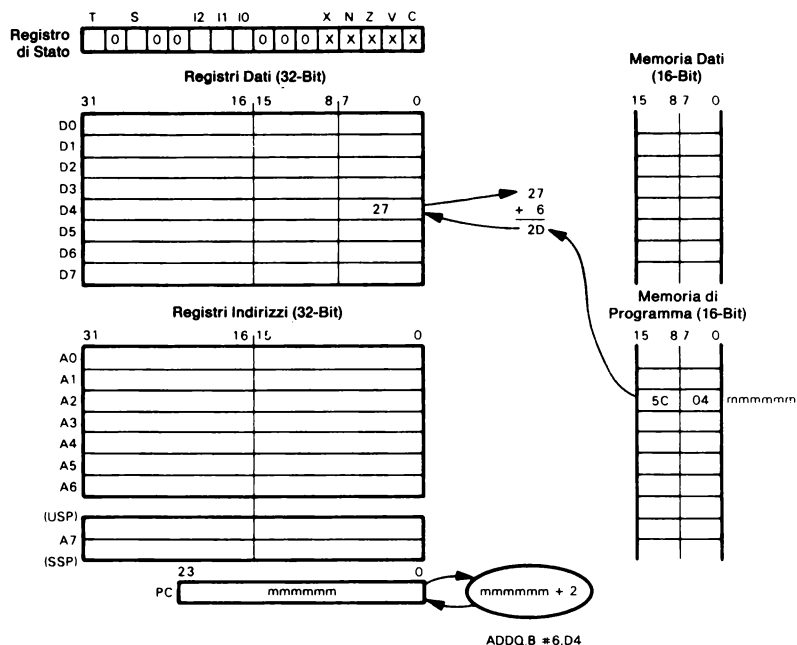 T S I2 I1 I0 X N Z V C
Registro di Stato
0 0 0 0 0 0 X X X X X
Registri Dati (32-Bit)
31 16 15 8 7 0
D0
D1
D2
D3
D4 27
D5
D6
D7
27
+ 6
2D
Memoria Dati
(16-Bit)
15 8 7 0
Registri Indirizzi (32-Bit)
31 16 15 0
A0
A1
A2
A3
A4
A5
A6
(USP)
A7
(SSP)
Memoria di
Programma (16-Bit)
15 8 7 0
5C 04 mmmmmm
23 0
PC mmmmmm
mmmmmm + 2
ADDQ.B #6,D4